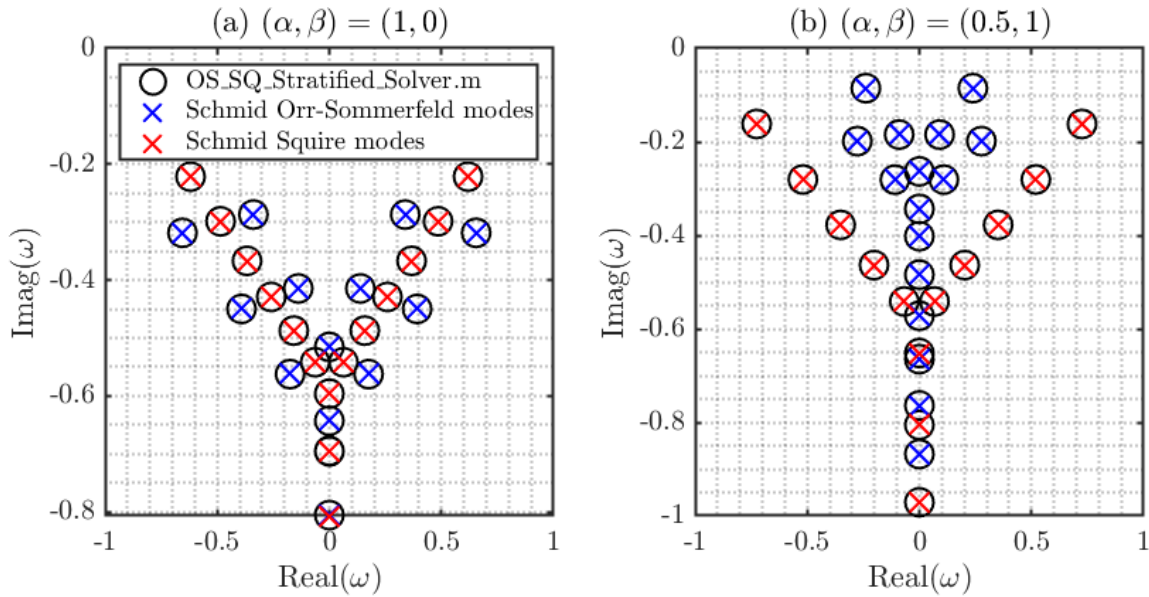 (a) (α, β) = (1, 0)
0
-0.2
-0.4
-0.6
-0.8
Imag(ω)
OS_SQ_Stratified_Solver.m
Schmid Orr-Sommerfeld modes
Schmid Squire modes
-1
-0.5
0
0.5
1
Real(ω)
(b) (α, β) = (0.5, 1)
0
-0.2
-0.4
-0.6
-0.8
-1
Imag(ω)
-1
-0.5
0
0.5
1
Real(ω)